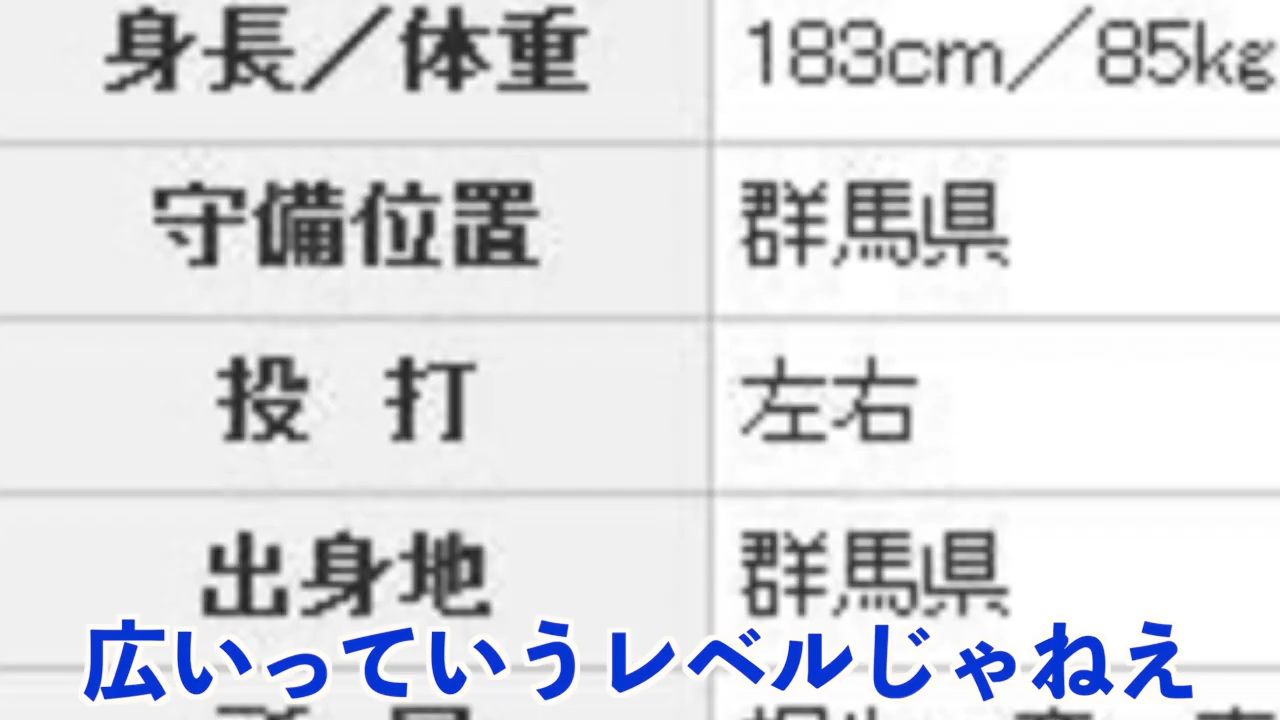 身長／体重 183cm／85kg
守備位置 群馬県
投 打 左右
出身地 群馬県
広いっていうレベルじゃねえ